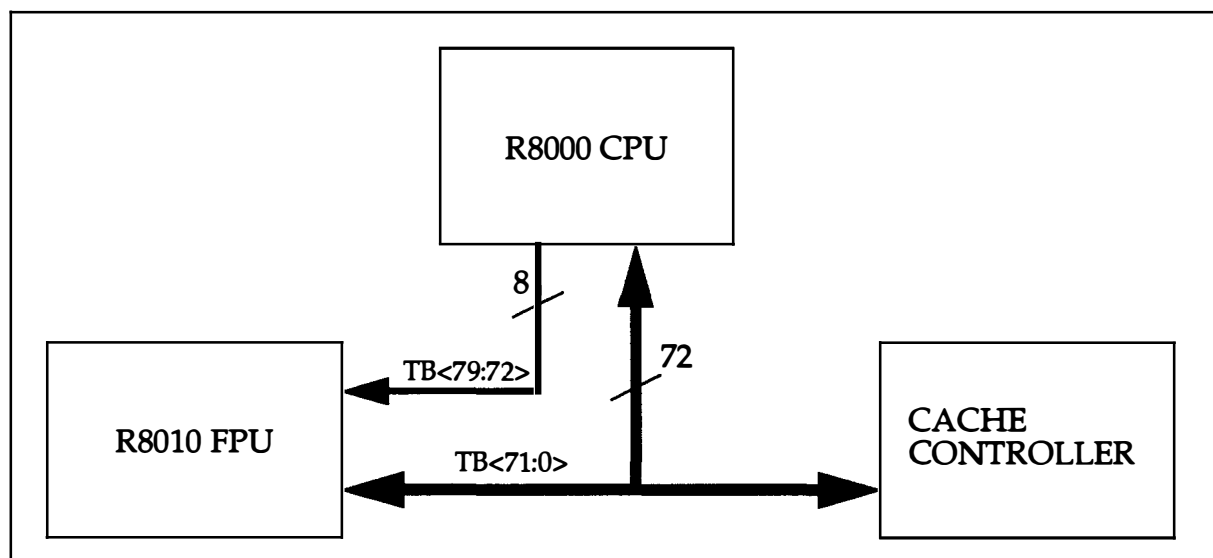 R8000 CPU
8
72
TB<79:72>
R8010 FPU
TB<71:0>
CACHE
CONTROLLER